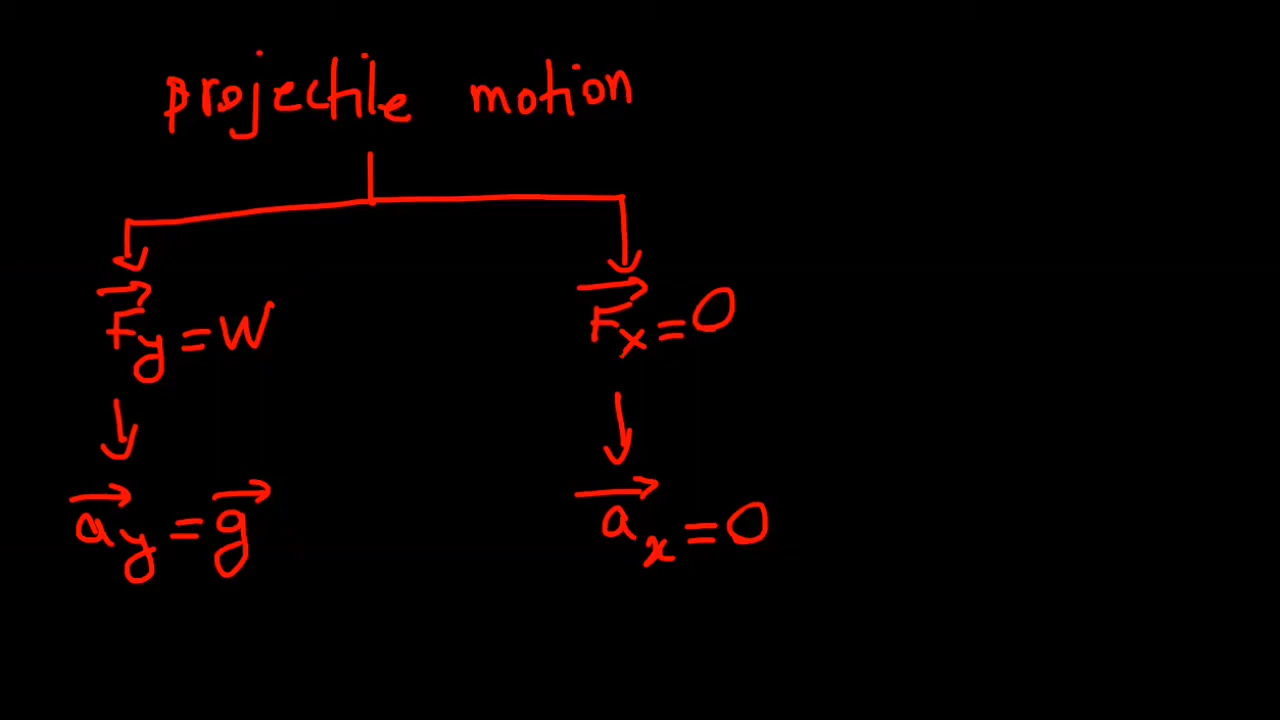 projectile motion
F⃗y = W F⃗x = 0
a⃗y = g⃗ a⃗x = 0